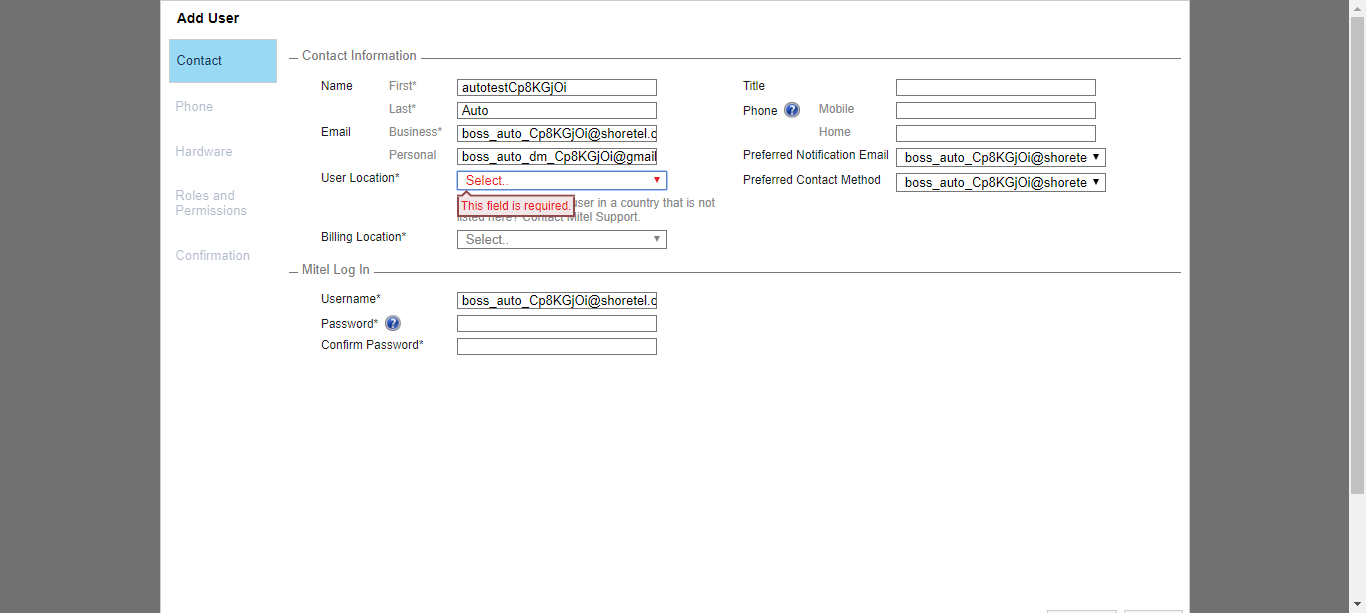 Add User
Contact
Phone
Hardware
Roles and
Permissions
Confirmation
Contact Information
Name First* autotestCp8KGjOi
Last* Auto
Email Business* boss_auto_Cp8KGjOi@shoretel.c
Personal boss_auto_dm_Cp8KGjOi@gmail
User Location* Select..
This field is required. user in a country that is not
listed here? Contact Mitel Support.
Billing Location* Select..
Title
Phone ? Mobile
Home
Preferred Notification Email boss_auto_Cp8KGjOi@shorete
Preferred Contact Method boss_auto_Cp8KGjOi@shorete
Mitel Log In
Username* boss_auto_Cp8KGjOi@shoretel.c
Password* ?
Confirm Password*